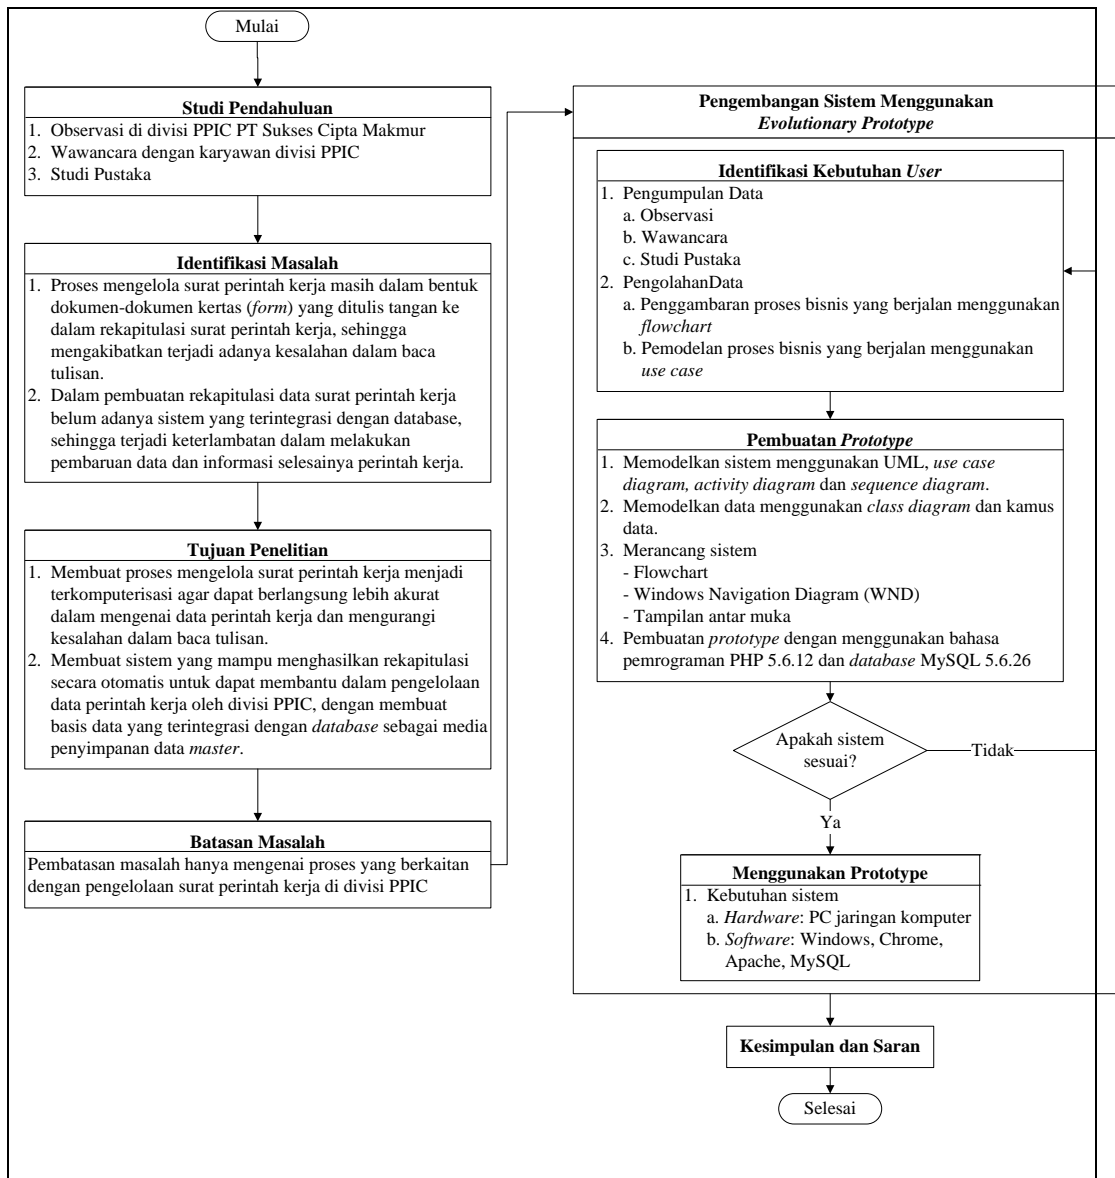 Mulai
Studi Pendahuluan
1. Observasi di divisi PPIC PT Sukses Cipta Makmur
2. Wawancara dengan karyawan divisi PPIC
3. Studi Pustaka
Identifikasi Masalah
1. Proses mengelola surat perintah kerja masih dalam bentuk
dokumen-dokumen kertas (form) yang ditulis tangan ke
dalam rekapitulasi surat perintah kerja, sehingga
mengakibatkan terjadi adanya kesalahan dalam baca
tulisan.
2. Dalam pembuatan rekapitulasi data surat perintah kerja
belum adanya sistem yang terintegrasi dengan database,
sehingga terjadi keterlambatan dalam melakukan
pembaruan data dan informasi selesainya perintah kerja.
Tujuan Penelitian
1. Membuat proses mengelola surat perintah kerja menjadi
terkomputerisasi agar dapat berlangsung lebih akurat
dalam mengenai data perintah kerja dan mengurangi
kesalahan dalam baca tulisan.
2. Membuat sistem yang mampu menghasilkan rekapitulasi
secara otomatis untuk dapat membantu dalam pengelolaan
data perintah kerja oleh divisi PPIC, dengan membuat
basis data yang terintegrasi dengan database sebagai media
penyimpanan data master.
Batasan Masalah
Pembatasan masalah hanya mengenai proses yang berkaitan
dengan pengelolaan surat perintah kerja di divisi PPIC
Pengembangan Sistem Menggunakan
Evolutionary Prototype
Identifikasi Kebutuhan User
1. Pengumpulan Data
a. Observasi
b. Wawancara
c. Studi Pustaka
2. PengolahanData
a. Penggambaran proses bisnis yang berjalan menggunakan
flowchart
b. Pemodelan proses bisnis yang berjalan menggunakan
use case
Pembuatan Prototype
1. Memodelkan sistem menggunakan UML, use case
diagram, activity diagram dan sequence diagram.
2. Memodelkan data menggunakan class diagram dan kamus
data.
3. Merancang sistem
- Flowchart
- Windows Navigation Diagram (WND)
- Tampilan antar muka
4. Pembuatan prototype dengan menggunakan bahasa
pemrograman PHP 5.6.12 dan database MySQL 5.6.26
Apakah sistem
sesuai?
Tidak
Ya
Menggunakan Prototype
1. Kebutuhan sistem
a. Hardware: PC jaringan komputer
b. Software: Windows, Chrome,
Apache, MySQL
Kesimpulan dan Saran
Selesai